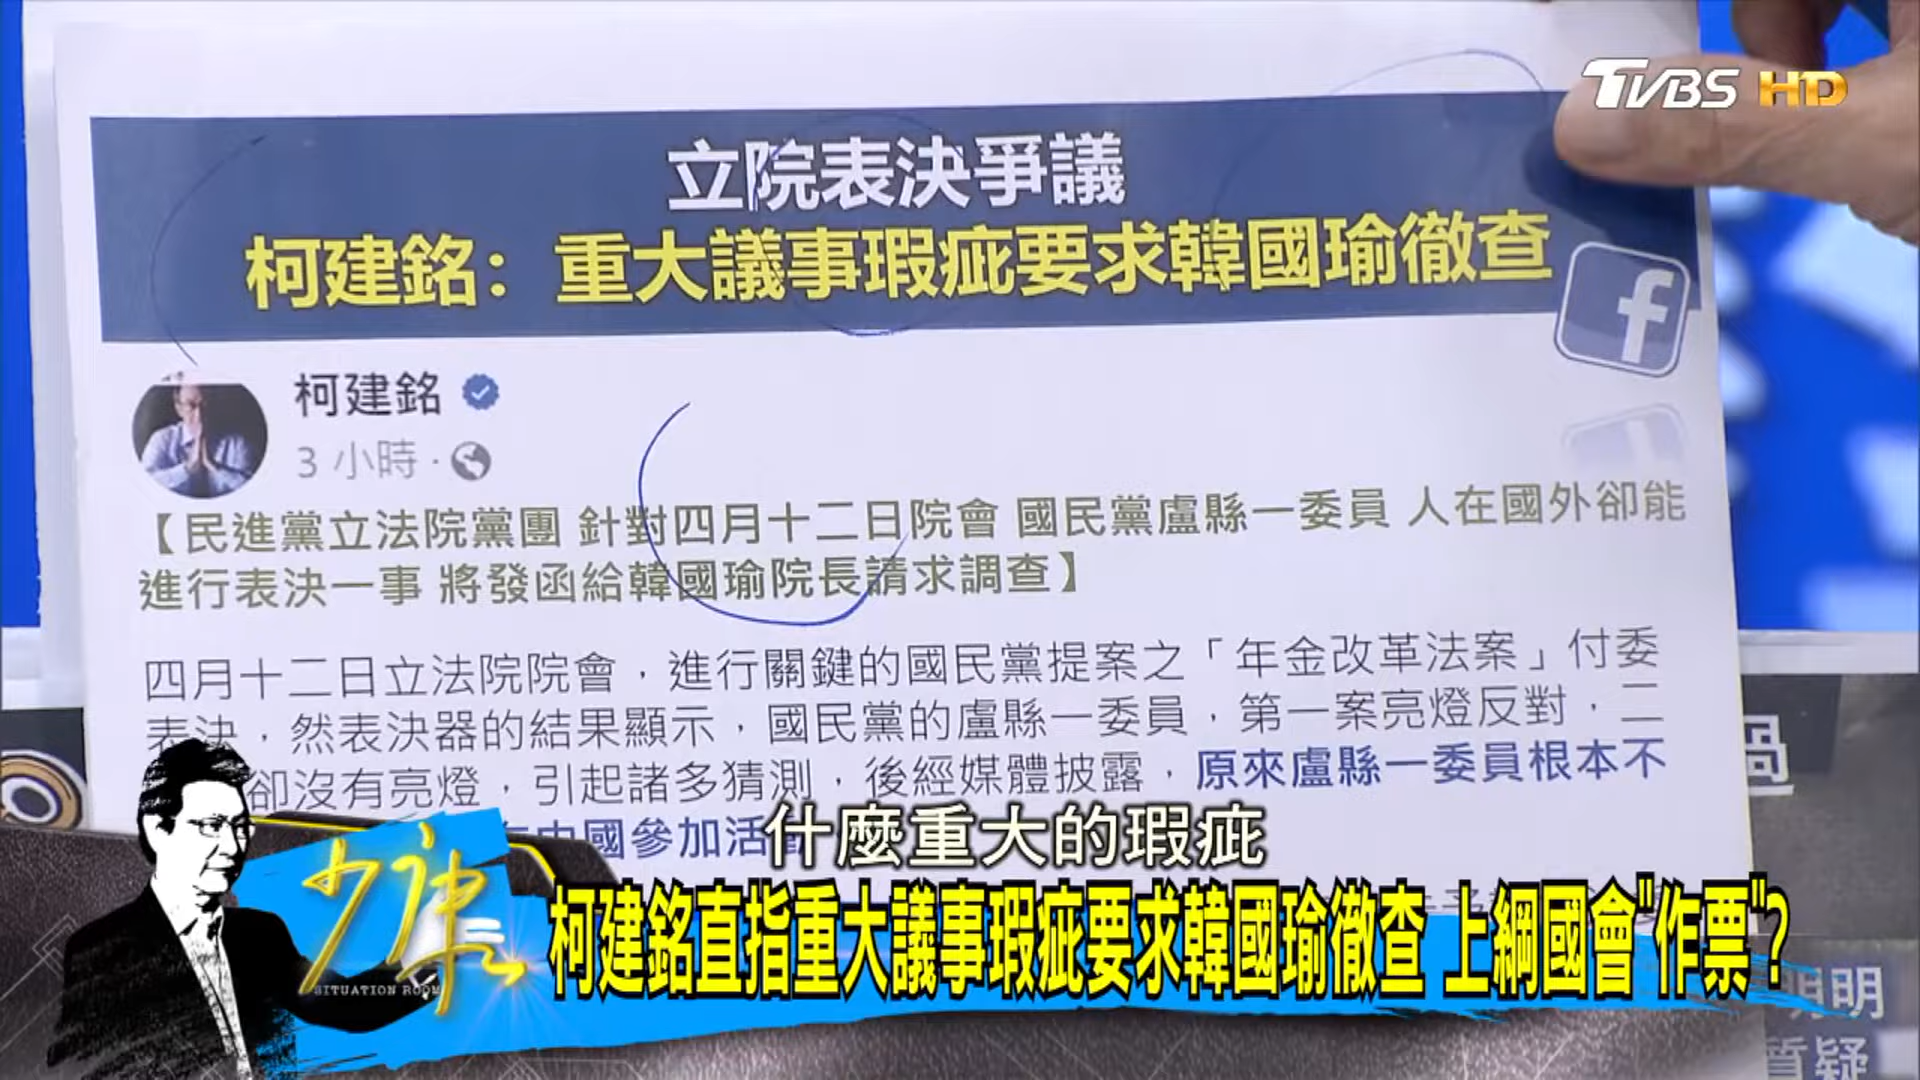 TVBS HD
立院表決爭議
柯建銘：重大議事瑕疵要求韓國瑜徹查
f
柯建銘
3 小時
【民進黨立法院黨團 針對四月十二日院會 國民黨盧縣一委員 人在國外卻能
進行表決一事 將發函給韓國瑜院長請求調查】
四月十二日立法院院會，進行關鍵的國民黨提案之「年金改革法案」付委
表決，然表決器的結果顯示，國民黨的盧縣一委員，第一案亮燈反對，二
卻沒有亮燈，引起諸多猜測，後經媒體披露，原來盧縣一委員根本不
中國參加活
過
什麼重大的瑕疵
柯建銘直指重大議事瑕疵要求韓國瑜徹查 上綱國會"作票"?
少康
SITUATION ROOM
明明
質疑